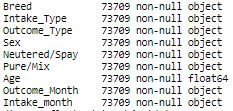 Breed 73709 non-null object
Intake_Type 73709 non-null object
Outcome_Type 73709 non-null object
Sex 73709 non-null object
Neutered/Spay 73709 non-null object
Pure/Mix 73709 non-null object
Age 73709 non-null float64
Outcome_Month 73709 non-null object
Intake_month 73709 non-null object